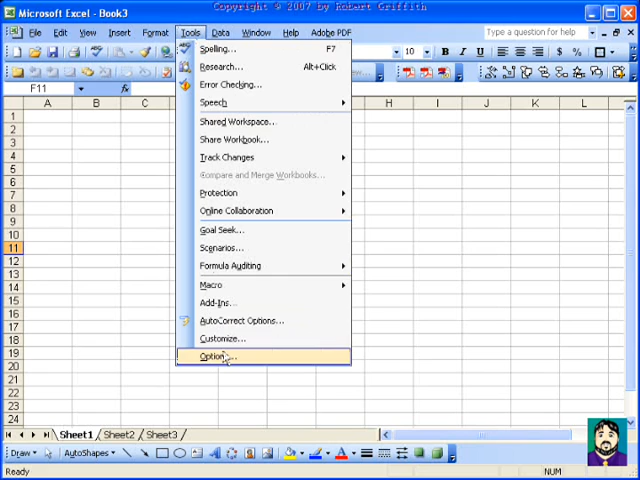 Copyright © 2007 by Robert Griffith
Microsoft Excel - Book3
File Edit View Insert Format Tools Data Window Help Adobe PDF
10 B I U $ %
F11 fx
A B C H I J K L
Spelling... F7
Research... Alt+Click
Error Checking...
Speech
Shared Workspace...
Share Workbook...
Track Changes
Compare and Merge Workbooks...
Protection
Online Collaboration
Goal Seek...
Scenarios...
Formula Auditing
Macro
Add-Ins...
AutoCorrect Options...
Customize...
Options...
1
2
3
4
5
6
7
8
9
10
11
12
13
14
15
16
17
18
19
20
21
22
23
24
Sheet1 Sheet2 Sheet3
Draw AutoShapes A A
Ready NUM